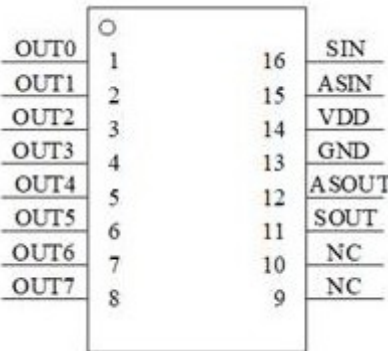 OUT0 1 16 SIN
OUT1 2 15 ASIN
OUT2 3 14 VDD
OUT3 4 13 GND
OUT4 5 12 ASOUT
OUT5 6 11 SOUT
OUT6 7 10 NC
OUT7 8 9 NC